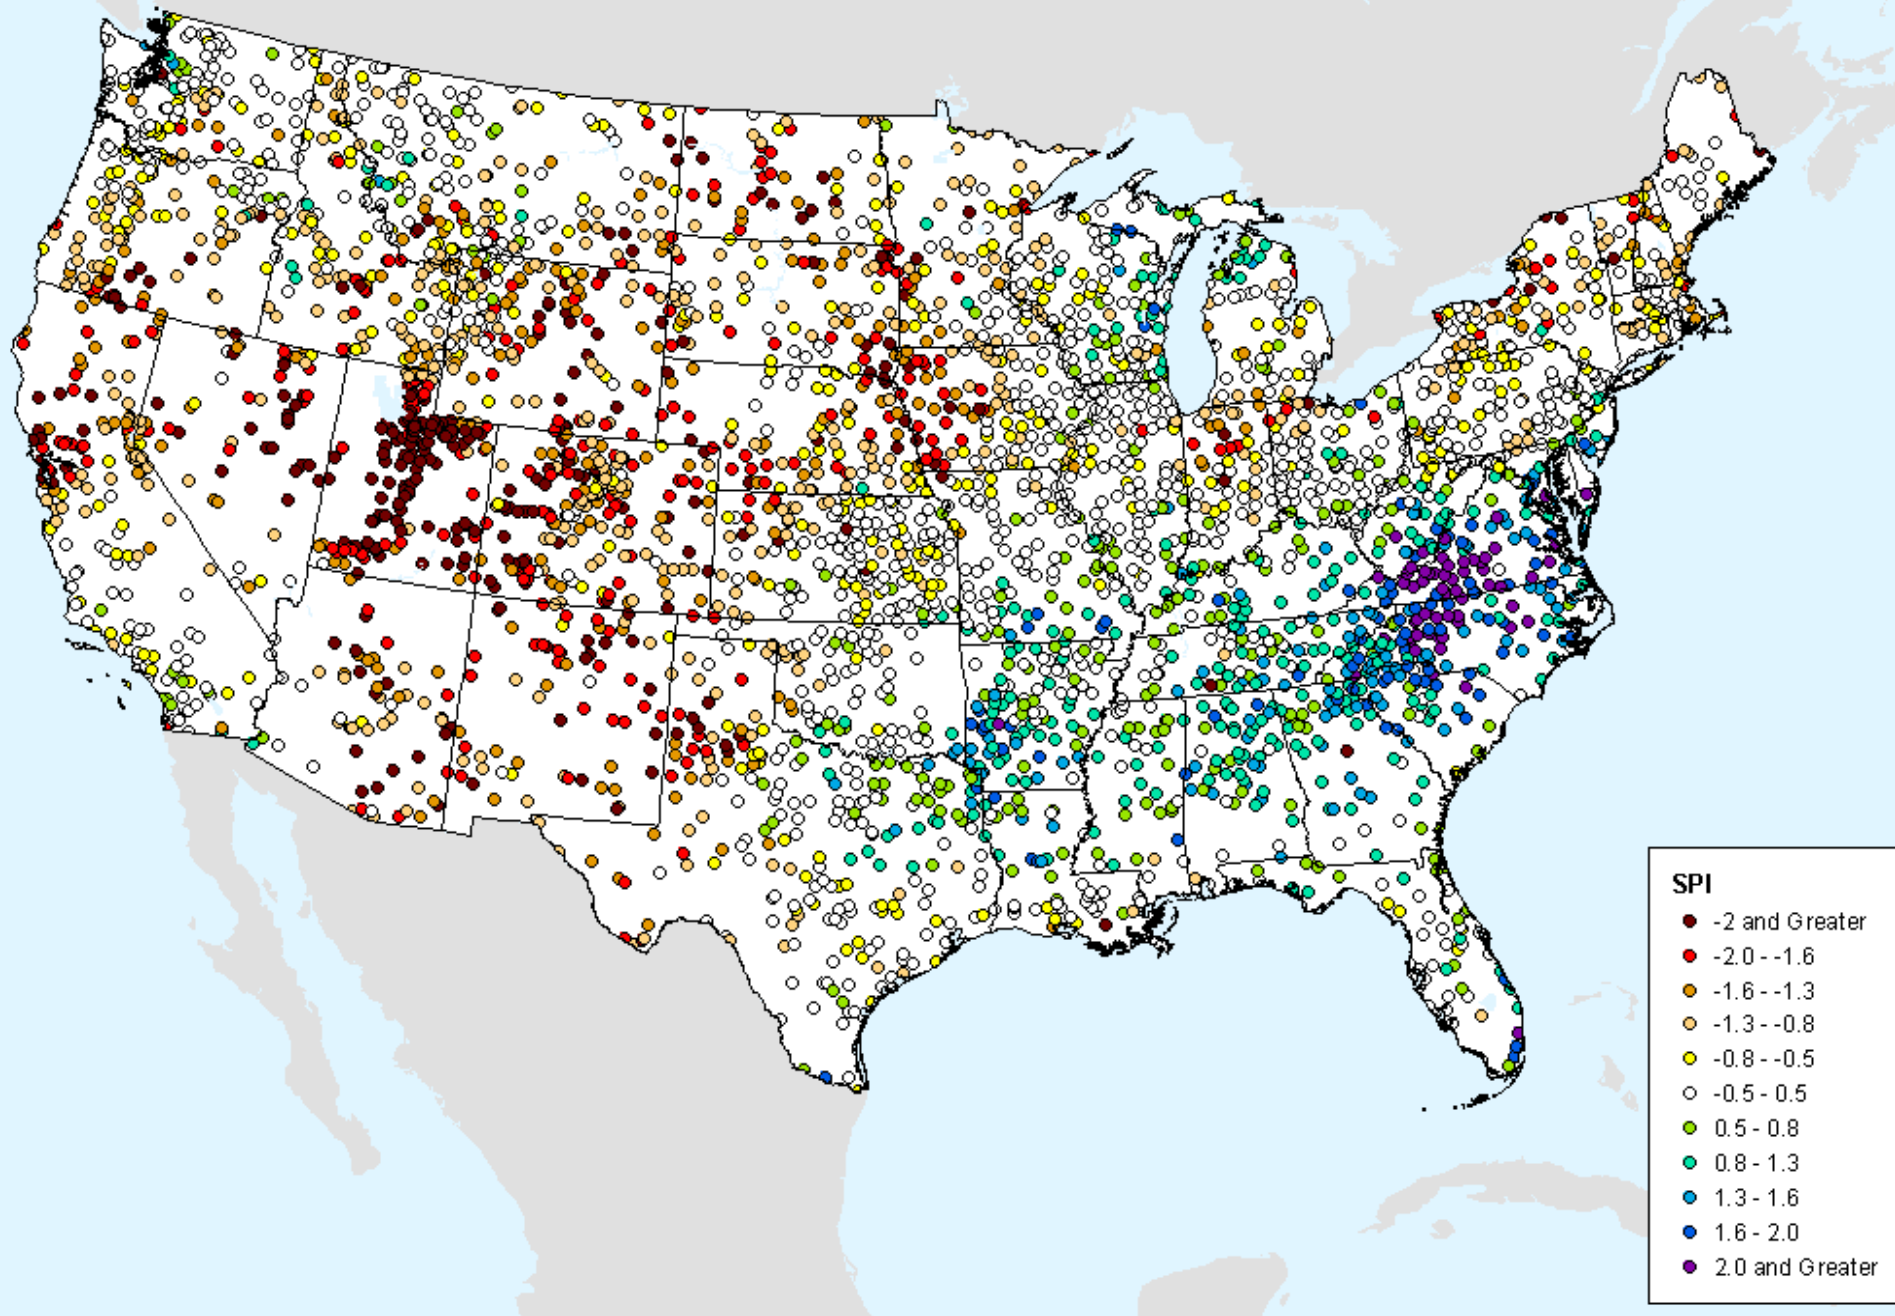 SPI
-2 and Greater
-2.0 - -1.6
-1.6 - -1.3
-1.3 - -0.8
-0.8 - -0.5
-0.5 - 0.5
0.5 - 0.8
0.8 - 1.3
1.3 - 1.6
1.6 - 2.0
2.0 and Greater